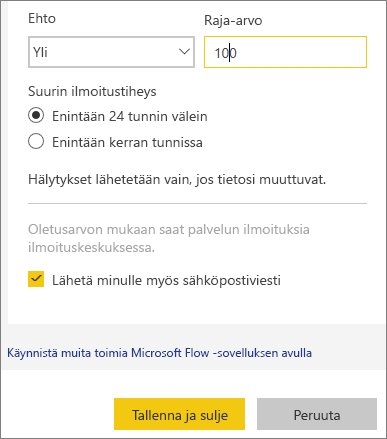 Ehto
Raja-arvo
Yli
100
Suurin ilmoitustiheys
Enintään 24 tunnin välein
Enintään kerran tunnissa
Hälytykset lähetetään vain, jos tietosi muuttuvat.
Oletusarvon mukaan saat palvelun ilmoituksia
ilmoituskeskuksessa.
Lähetä minulle myös sähköpostiviesti
Käynnistä muita toimia Microsoft Flow -sovelluksen avulla
Tallenna ja sulje
Peruuta